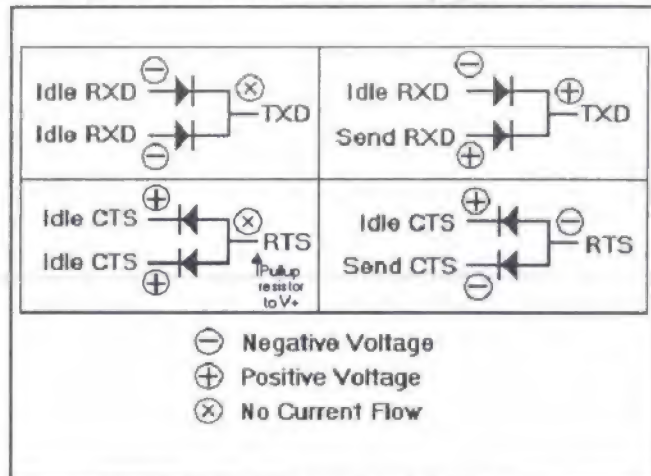 Idle RXD
TXD
Idle RXD
Idle RXD
TXD
Send RXD
Idle CTS
RTS
Idle CTS
Pullup
resistor
to V+
Idle CTS
RTS
Send CTS
Negative Voltage
Positive Voltage
No Current Flow